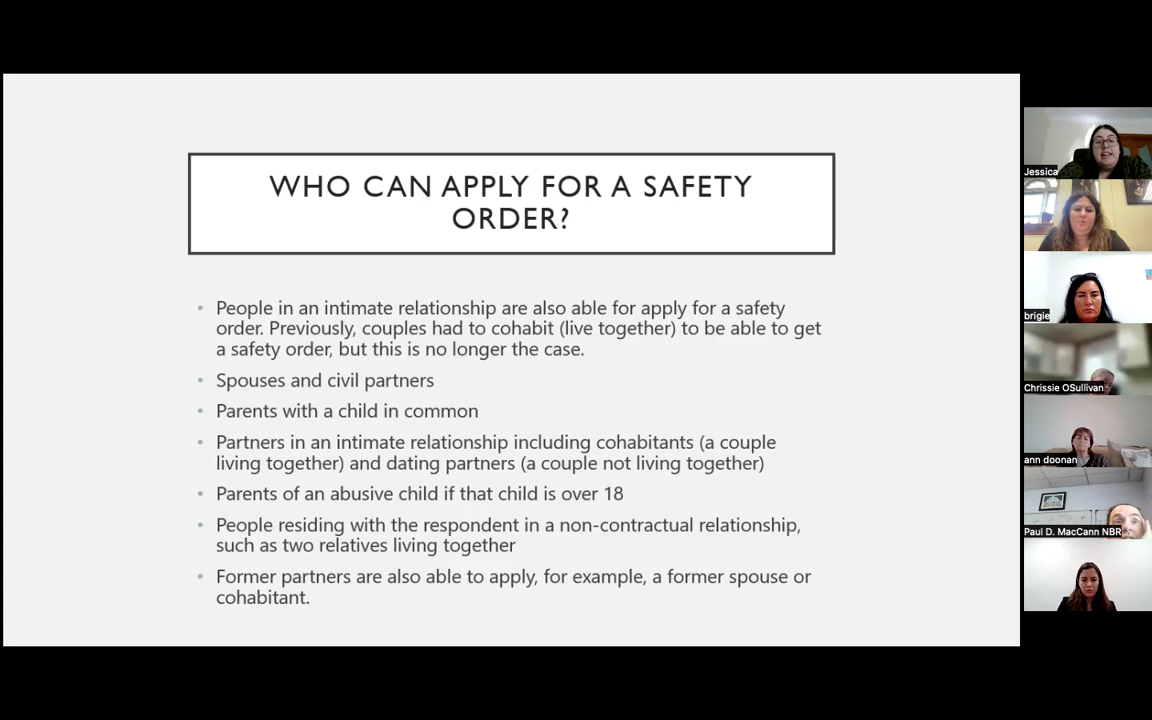 WHO CAN APPLY FOR A SAFETY
ORDER?
• People in an intimate relationship are also able for apply for a safety
order. Previously, couples had to cohabit (live together) to be able to get
a safety order, but this is no longer the case.
• Spouses and civil partners
• Parents with a child in common
• Partners in an intimate relationship including cohabitants (a couple
living together) and dating partners (a couple not living together)
• Parents of an abusive child if that child is over 18
• People residing with the respondent in a non-contractual relationship,
such as two relatives living together
• Former partners are also able to apply, for example, a former spouse or
cohabitant.
Jessica
brigie
Chrissie OSullivan
ann doonan
Paul D. MacCann NBR